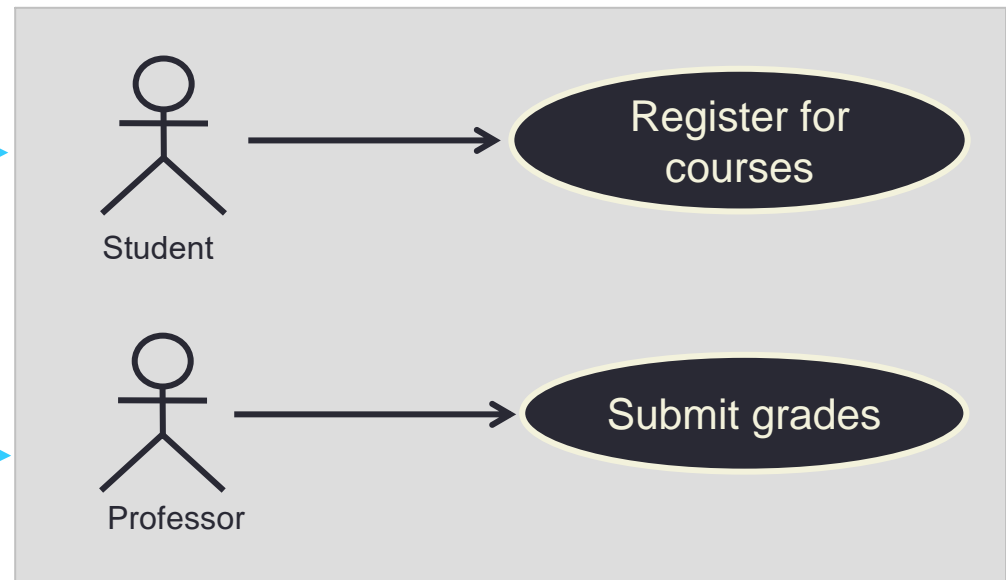 Register for
courses
Student
Submit grades
Professor